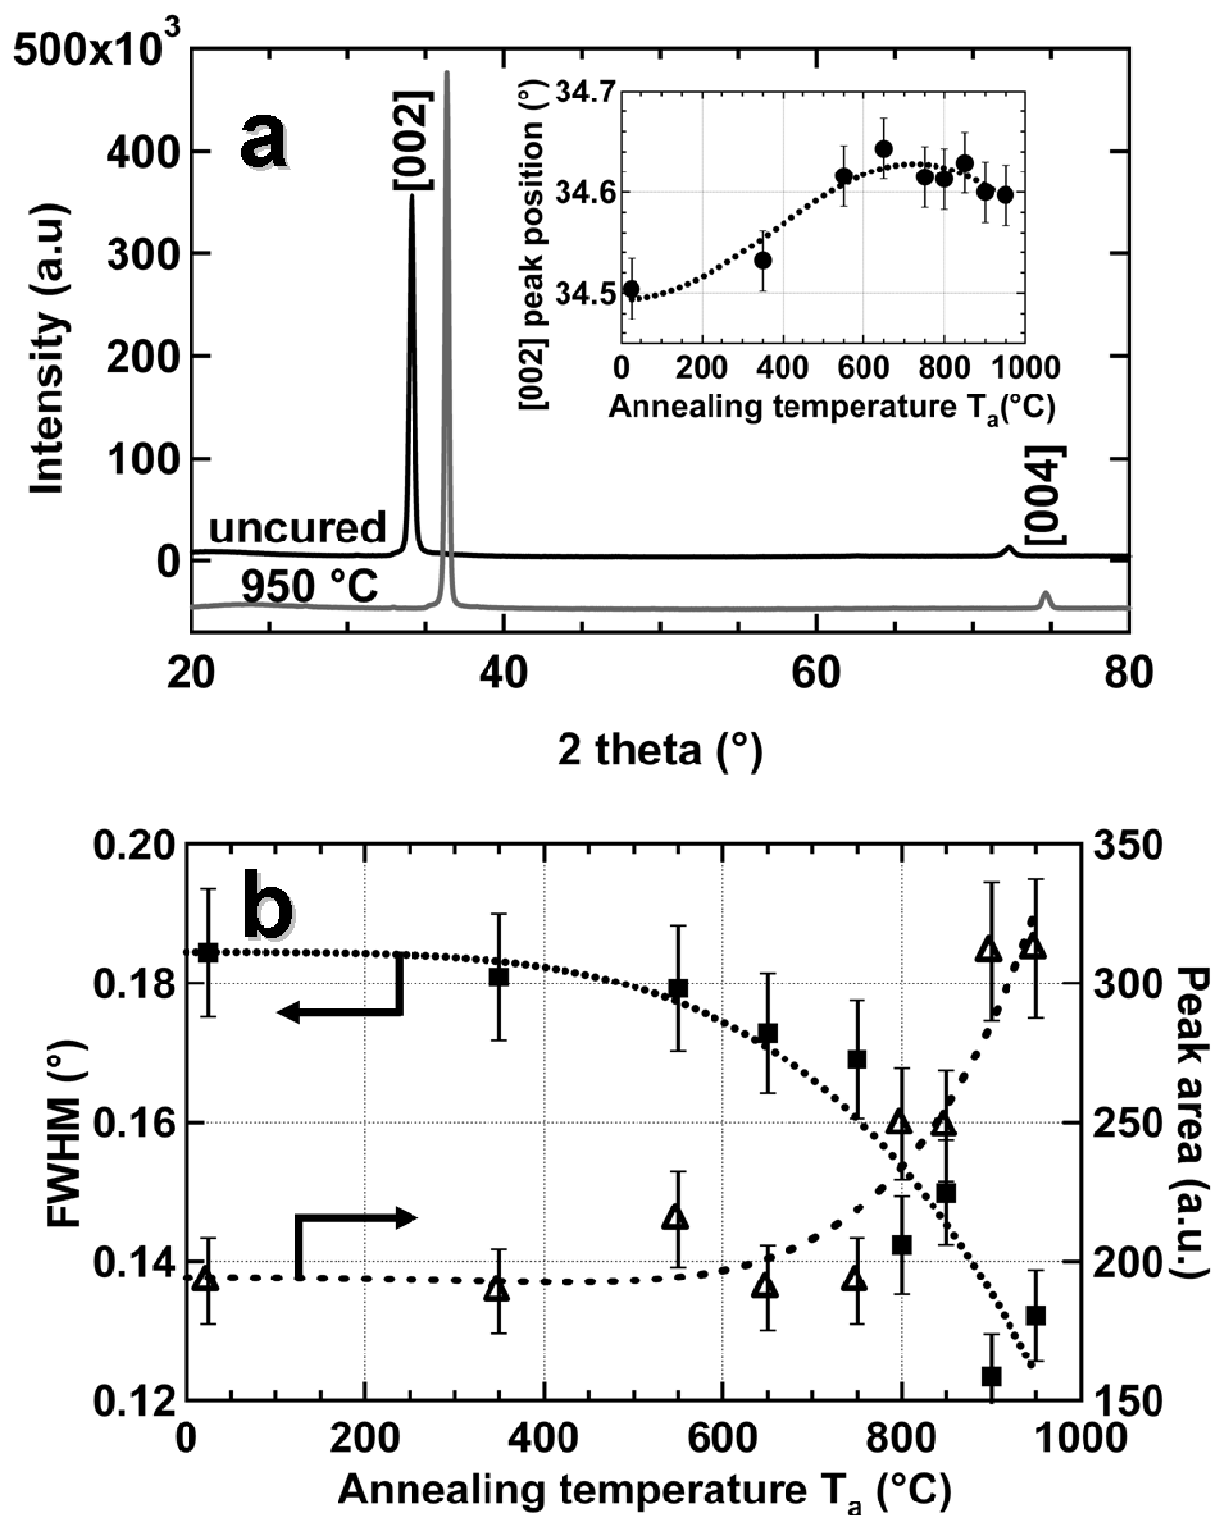 500x10³
400
300
200
100
0
Intensity (a.u)
a
[002]
uncured
950 °C
[004]
20 40 60 80
2 theta (°)
34.7
34.6
34.5
[002] peak position (°)
0 200 400 600 800 1000
Annealing temperature Tₐ(°C)
b
0.20
0.18
0.16
0.14
0.12
FWHM (°)
350
300
250
200
150
Peak area (a.u.)
0 200 400 600 800 1000
Annealing temperature Tₐ (°C)